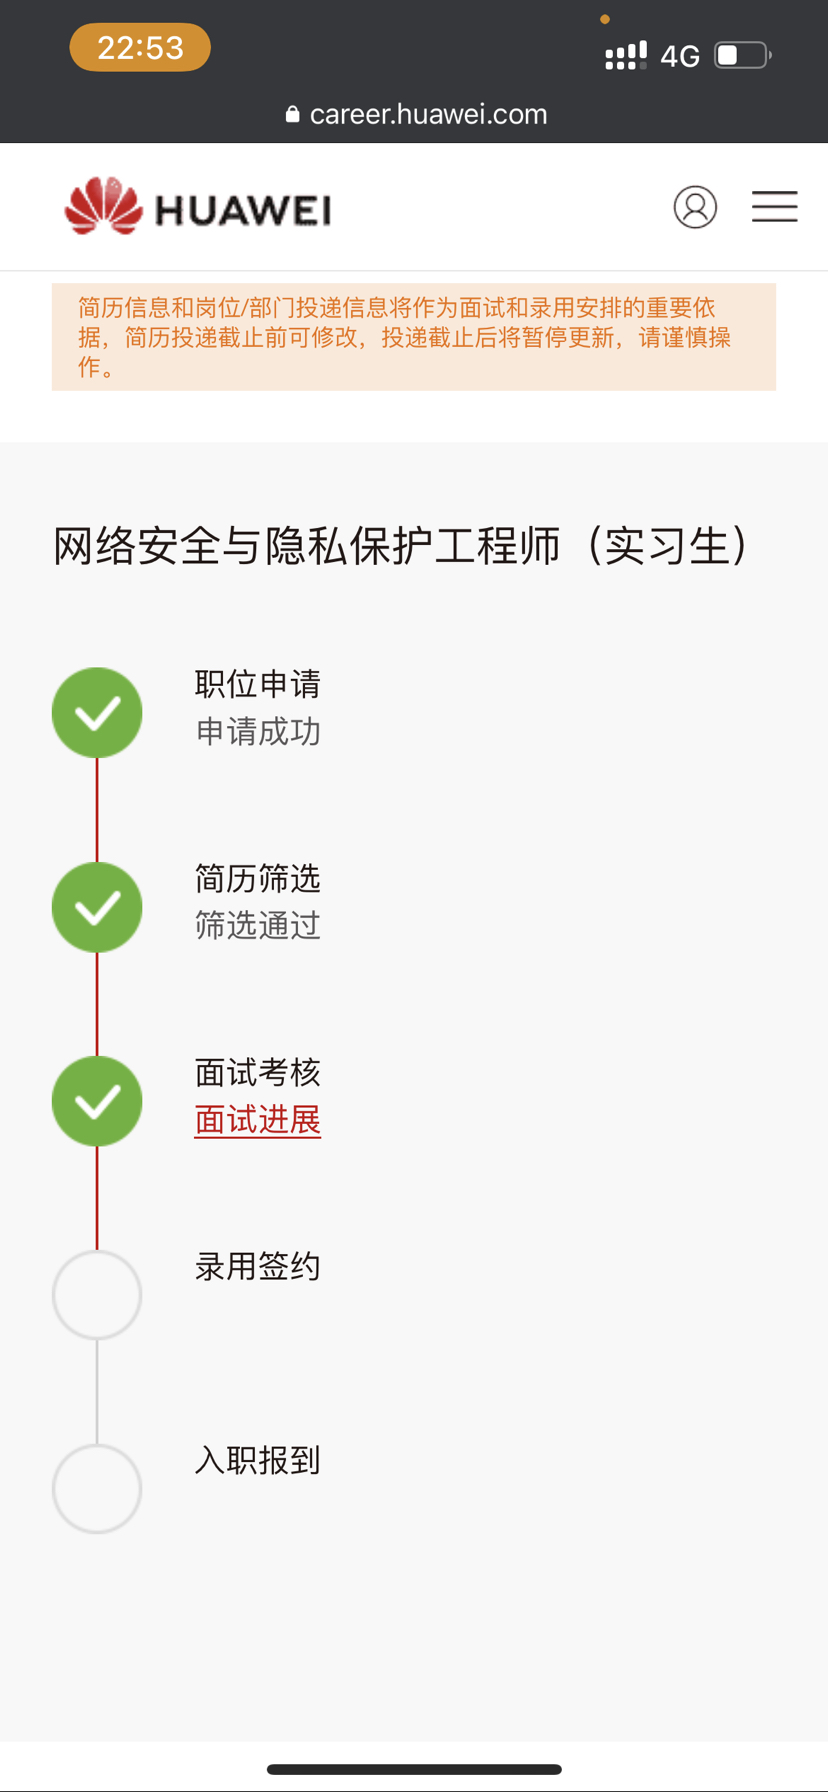 22:53
4G
career.huawei.com
HUAWEI
简历信息和岗位/部门投递信息将作为面试和录用安排的重要依
据，简历投递截止前可修改，投递截止后将暂停更新，请谨慎操
作。
网络安全与隐私保护工程师（实习生）
职位申请
申请成功
简历筛选
筛选通过
面试考核
面试进展
录用签约
入职报到